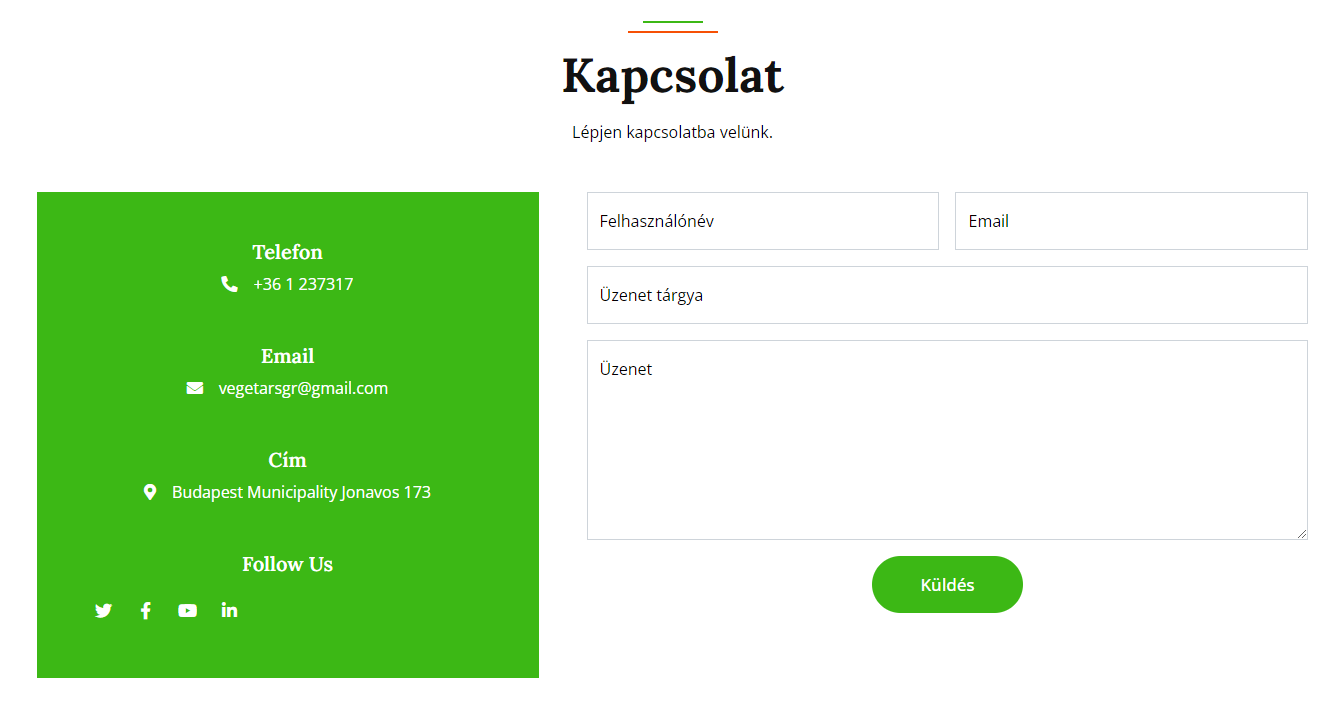 Kapcsolat
Lépjen kapcsolatba velünk.
Telefon
+36 1 237317
Email
vegetarsgr@gmail.com
Cím
Budapest Municipality Jonavos 173
Follow Us
Felhasználónév
Email
Üzenet tárgya
Üzenet
Küldés